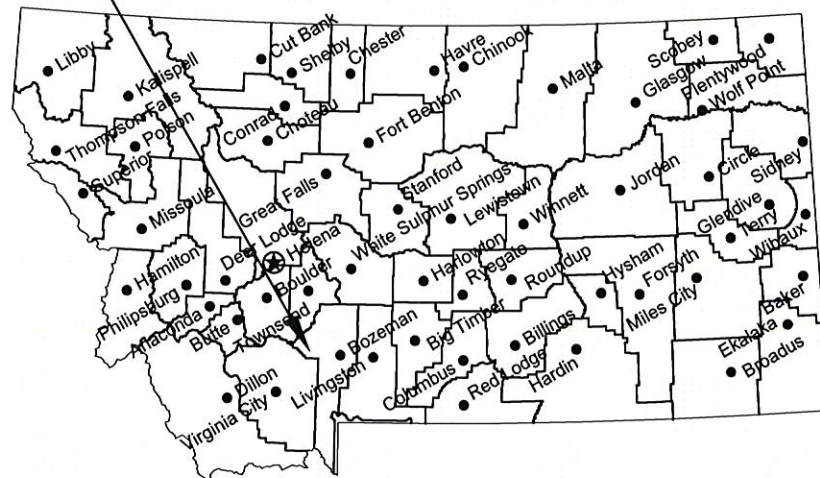 Libby
Cut Bank
Shelby
Chester
Havre
Chinook
Scobey
Plentywood
Kalispell
Malta
Glasgow
Wolf Point
Thompson Falls
Polson
Conrad
Choteau
Fort Benton
Circle
Sidney
Superior
Great Falls
Stanford
Jordan
Missoula
White Sulphur Springs
Lewistown
Winnett
Glendive
Terry
Wibaux
Deer Lodge
Helena
Hamilton
Philipsburg
Boulder
Harlowton
Ryegate
Roundup
Hysham
Forsyth
Miles City
Baker
Anaconda
Butte
ownsend
Bozeman
Big Timber
Billings
Ekalaka
Livingston
Columbus
Red Lodge
Hardin
Broadus
Dillon
Virginia City